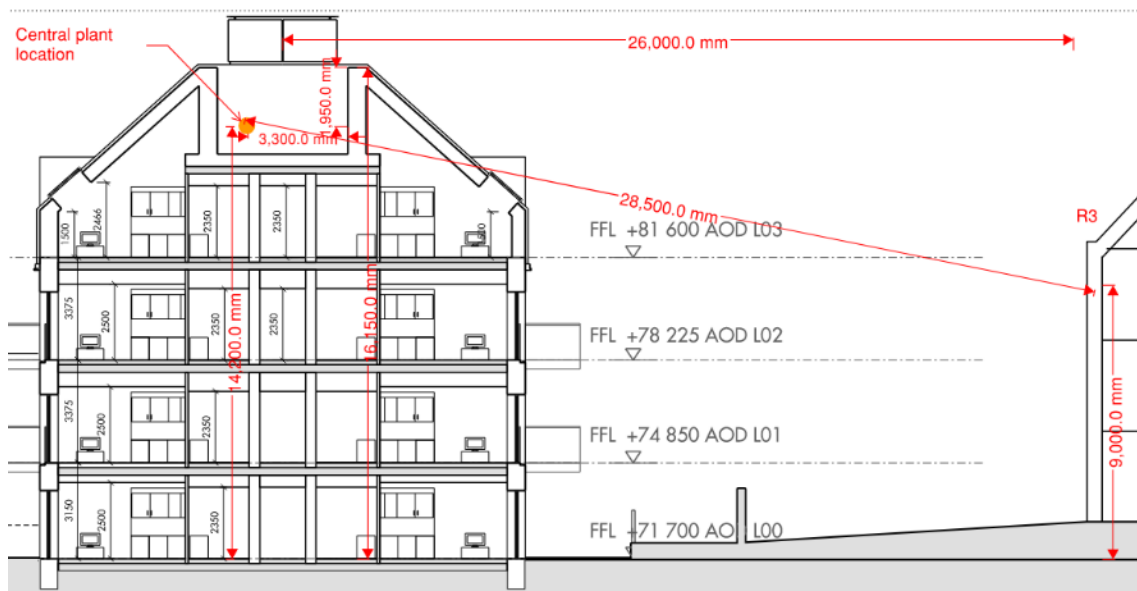 Central plant
location
26,000.0 mm
1,950.0 mm
3,300.0 mm
28,500.0 mm
R3
1500
2466
2350
2350
FFL +81 600 AOD L03
3375
2500
2350
2350
14,200.0 mm
16,150.0 mm
FFL +78 225 AOD L02
3375
2500
2350
FFL +74 850 AOD L01
9,000.0 mm
3150
2500
2350
FFL +71 700 AOD L00